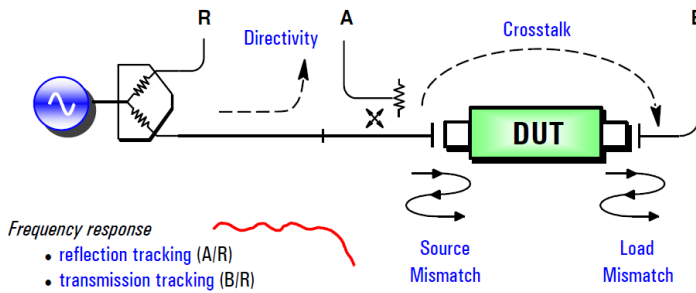 R
A
B
Directivity
Crosstalk
DUT
Frequency response
• reflection tracking (A/R)
• transmission tracking (B/R)
Source
Mismatch
Load
Mismatch